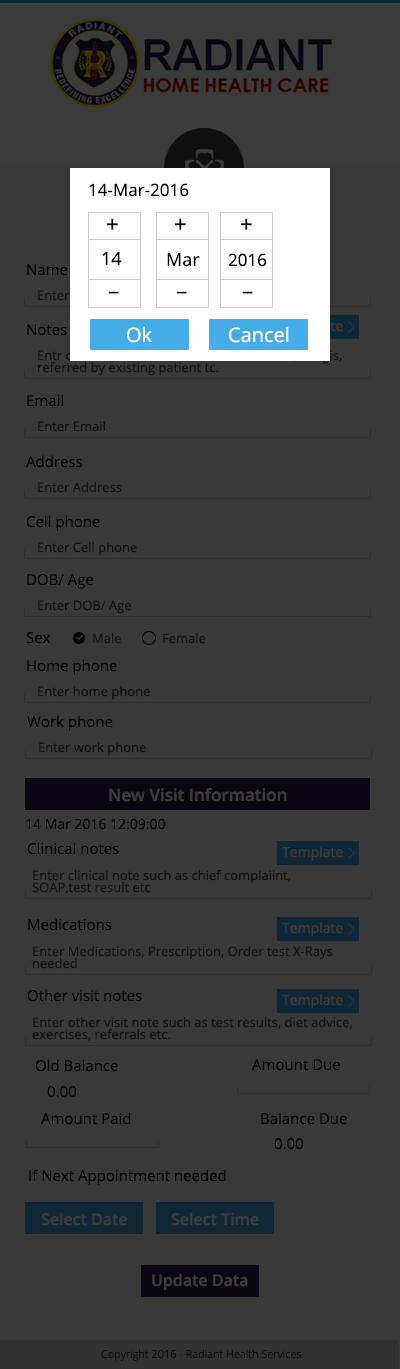 RADIANT
HOME HEALTH CARE
R
RADIANT
REDEFINING EXCELLENCE
14-Mar-2016
+ + +
14 Mar 2016
− − −
Ok Cancel
Name
Enter
Notes
Entr
referred by existing patient tc.
Email
Enter Email
Address
Enter Address
Cell phone
Enter Cell phone
DOB/ Age
Enter DOB/ Age
Sex Male Female
Home phone
Enter home phone
Work phone
Enter work phone
New Visit Information
14 Mar 2016 12:09:00
Clinical notes Template >
Enter clinical note such as chief complaiint,
SOAP,test result etc
Medications Template >
Enter Medications, Prescription, Order test X-Rays
needed
Other visit notes Template >
Enter other visit note such as test results, diet advice,
exercises, referrals etc.
Old Balance Amount Due
0.00
Amount Paid Balance Due
0.00
If Next Appointment needed
Select Date Select Time
Update Data
Copyright 2016 - Radiant Health Services